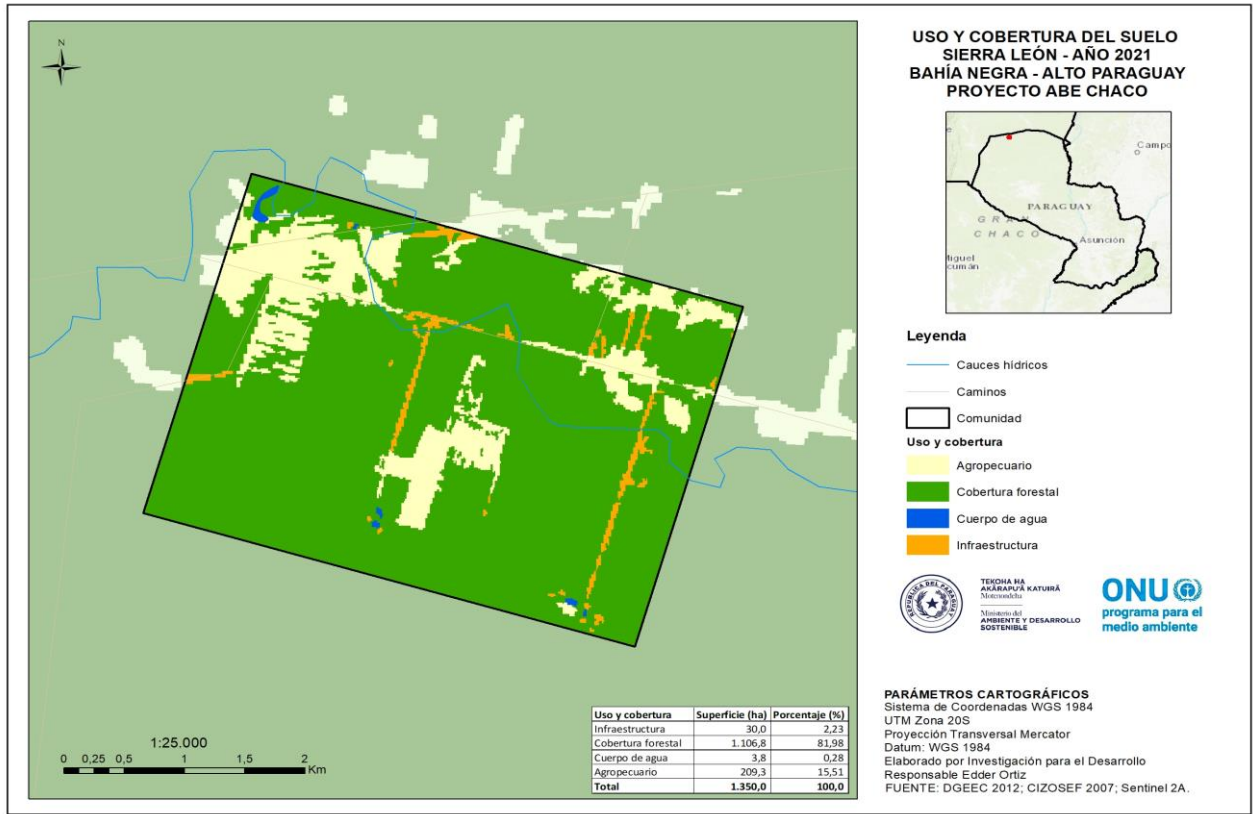 USO Y COBERTURA DEL SUELO
SIERRA LEÓN - AÑO 2021
BAHÍA NEGRA - ALTO PARAGUAY
PROYECTO ABE CHACO
N
Campo
PARAGUAY
GRAN
CHACO
Asunción
Miguel
cumán
Leyenda
Cauces hídricos
Caminos
Comunidad
Uso y cobertura
Agropecuario
Cobertura forestal
Cuerpo de agua
Infraestructura
REPUBLICA DEL PARAGUAY
TEKOHA HA
AKÃRAPU'Ã KATUIRÃ
Motenondeha
Ministerio del
AMBIENTE Y DESARROLLO
SOSTENIBLE
ONU
programa para el
medio ambiente
PARÁMETROS CARTOGRÁFICOS
Sistema de Coordenadas WGS 1984
UTM Zona 20S
Proyección Transversal Mercator
Datum: WGS 1984
Elaborado por Investigación para el Desarrollo
Responsable Edder Ortiz
FUENTE: DGEEC 2012; CIZOSEF 2007; Sentinel 2A.
1:25.000
0 0,25 0,5 1 1,5 2
Km
Uso y cobertura Superficie (ha) Porcentaje (%)
Infraestructura 30,0 2,23
Cobertura forestal 1.106,8 81,98
Cuerpo de agua 3,8 0,28
Agropecuario 209,3 15,51
Total 1.350,0 100,0